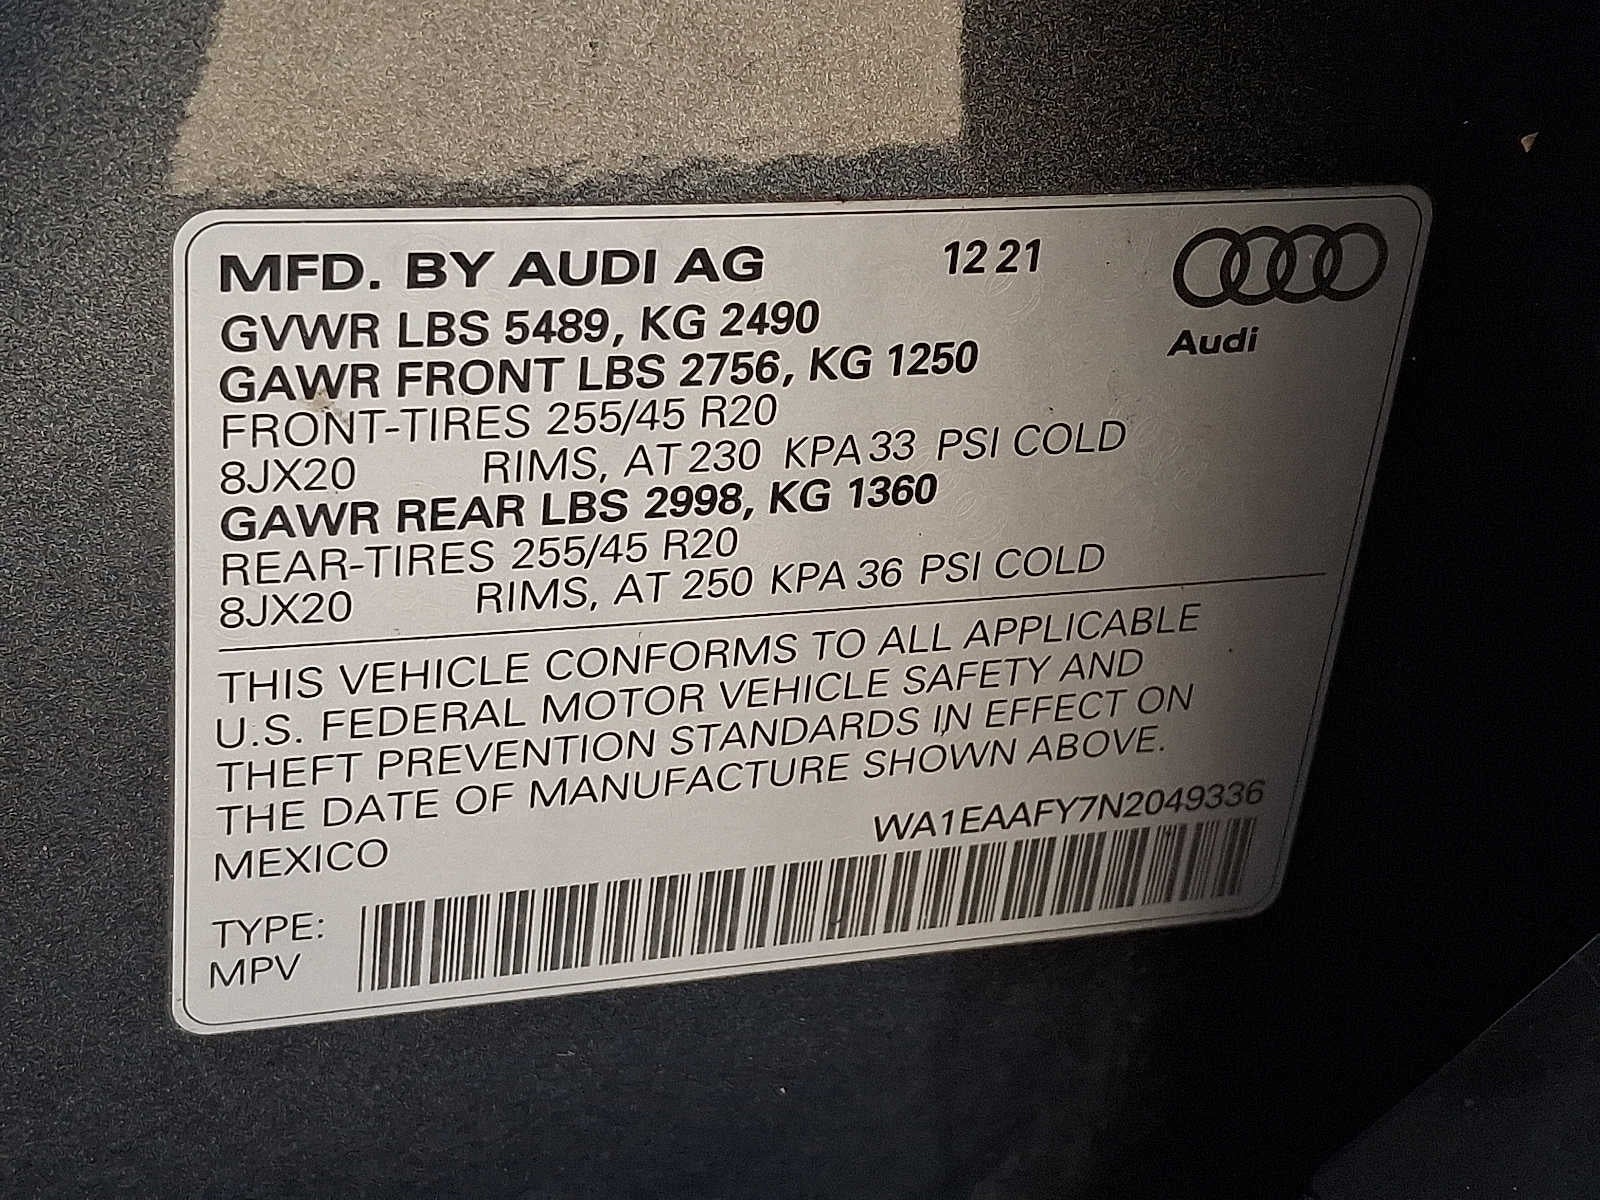 MFD. BY AUDI AG 12 21
Audi
GVWR LBS 5489, KG 2490
GAWR FRONT LBS 2756, KG 1250
FRONT-TIRES 255/45 R20
8JX20 RIMS, AT 230 KPA 33 PSI COLD
GAWR REAR LBS 2998, KG 1360
REAR-TIRES 255/45 R20
8JX20 RIMS, AT 250 KPA 36 PSI COLD
THIS VEHICLE CONFORMS TO ALL APPLICABLE
U.S. FEDERAL MOTOR VEHICLE SAFETY AND
THEFT PREVENTION STANDARDS IN EFFECT ON
THE DATE OF MANUFACTURE SHOWN ABOVE.
MEXICO WA1EAAFY7N2049336
TYPE:
MPV